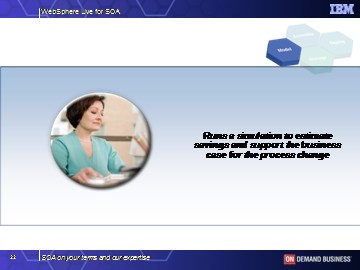 WebSphere Live for SOA
IBM
Model
Runs a simulation to estimate
savings and support the business
case for the process change
22
SOA on your terms and our expertise
ON DEMAND BUSINESS